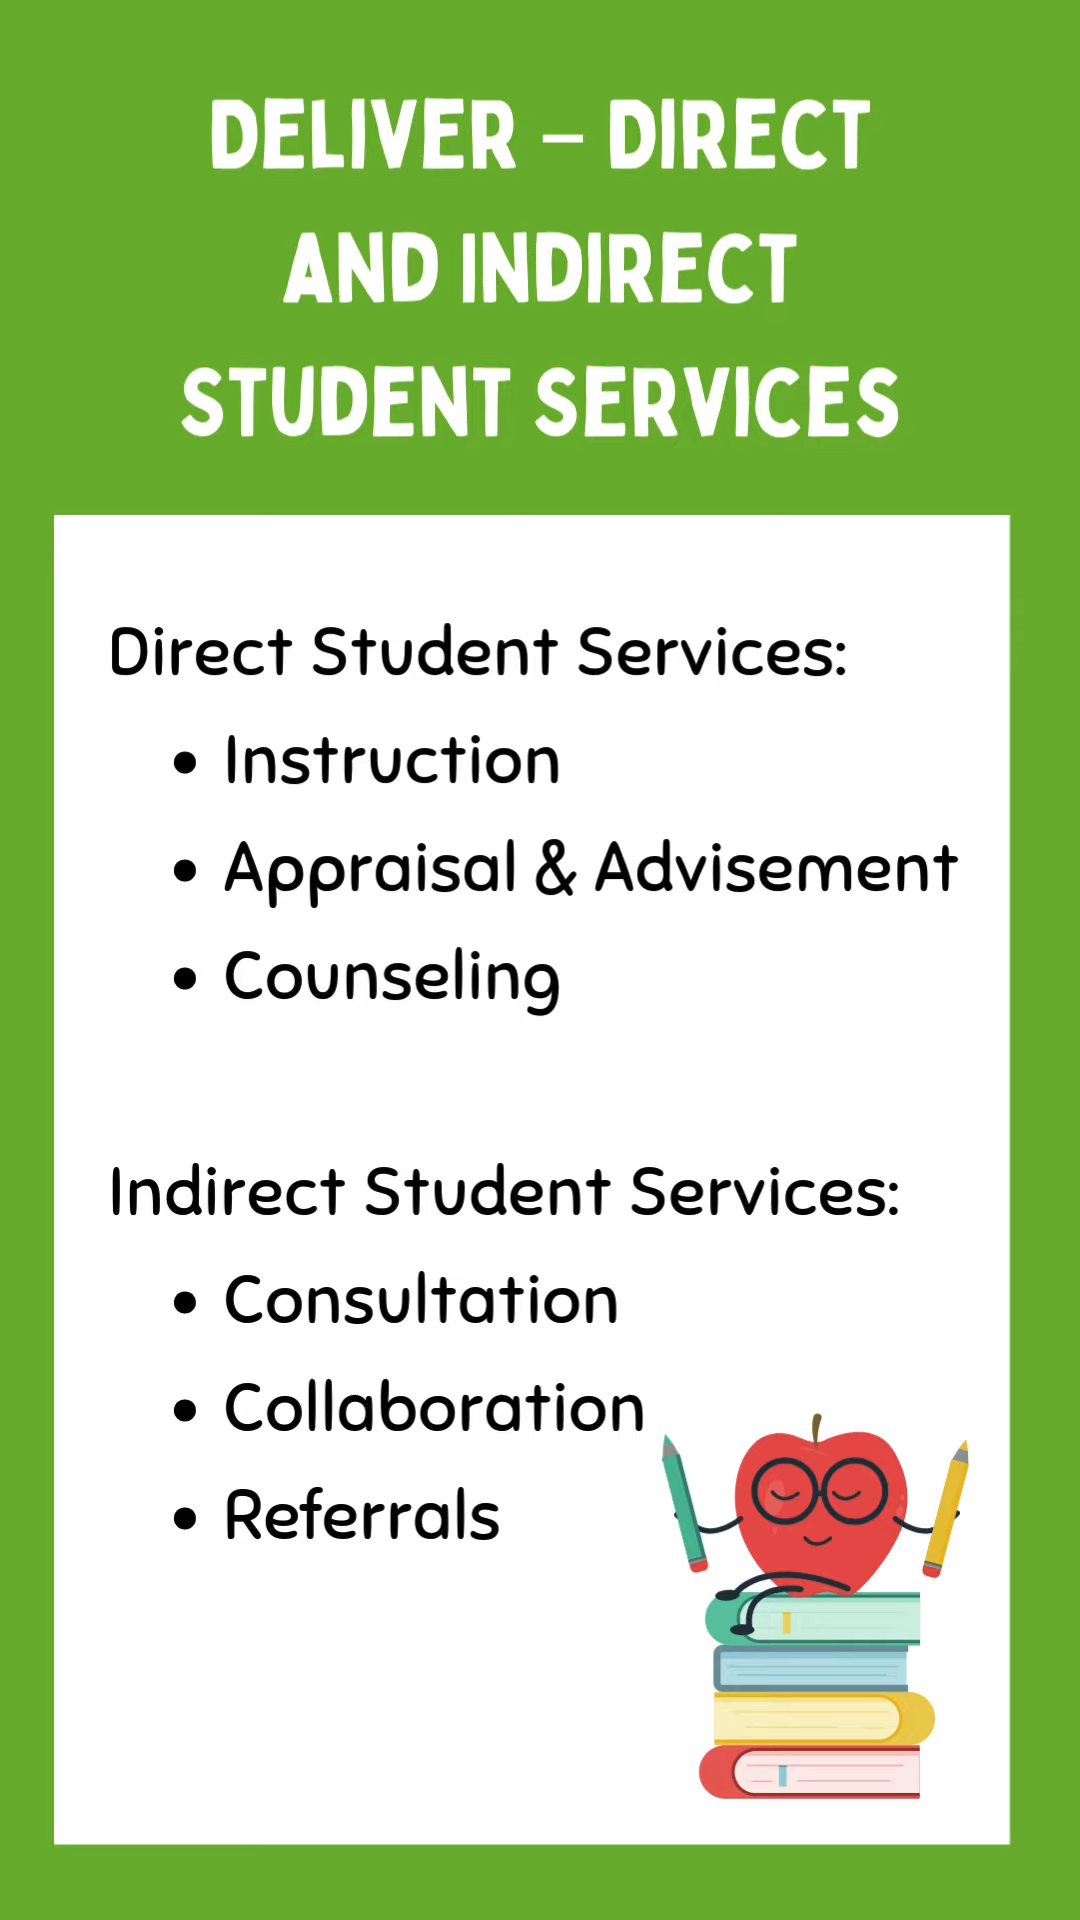 DELIVER – DIRECT
AND INDIRECT
STUDENT SERVICES
Direct Student Services:
• Instruction
• Appraisal & Advisement
• Counseling
Indirect Student Services:
• Consultation
• Collaboration
• Referrals